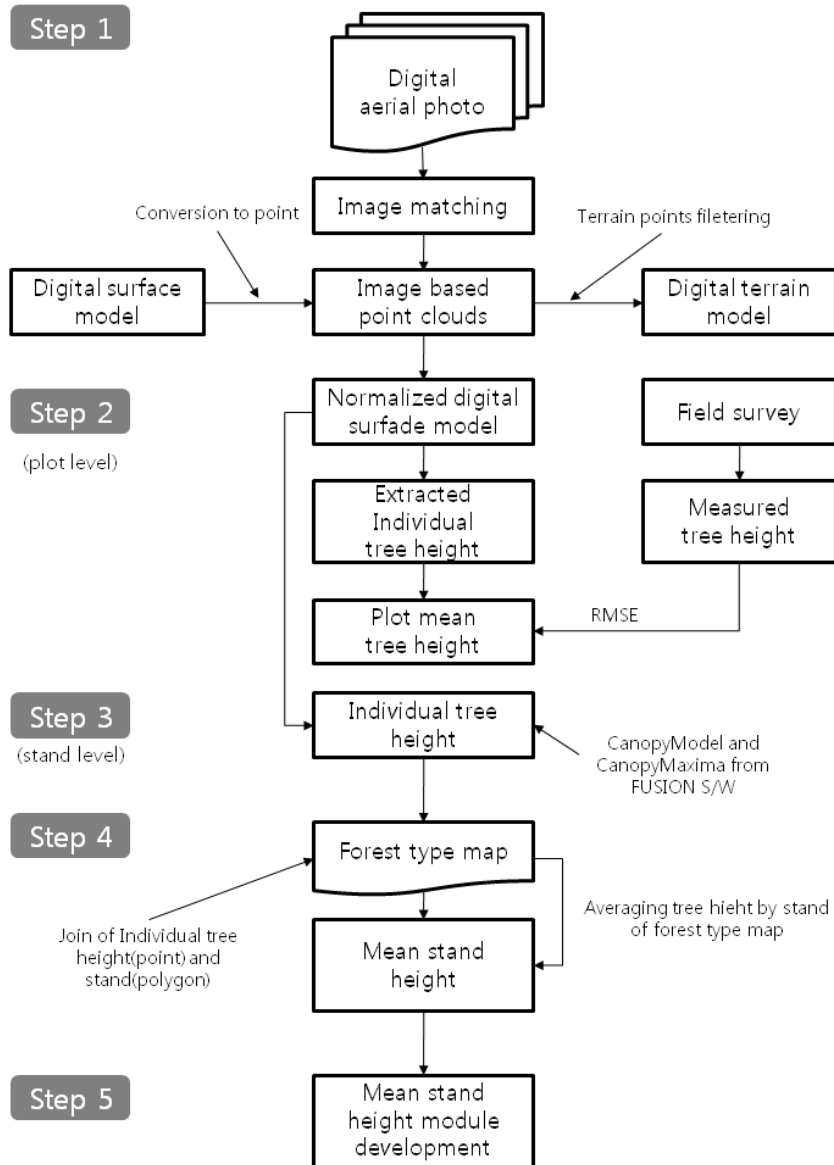 Step 1
Digital
aerial photo
Image matching
Conversion to point
Terrain points filetering
Digital surface
model
Image based
point clouds
Digital terrain
model
Step 2
(plot level)
Normalized digital
surfade model
Field survey
Extracted
Individual
tree height
Measured
tree height
Plot mean
tree height
RMSE
Step 3
(stand level)
Individual tree
height
CanopyModel and
CanopyMaxima from
FUSION S/W
Step 4
Forest type map
Join of Individual tree
height(point) and
stand(polygon)
Averaging tree hieht by stand
of forest type map
Mean stand
height
Step 5
Mean stand
height module
development